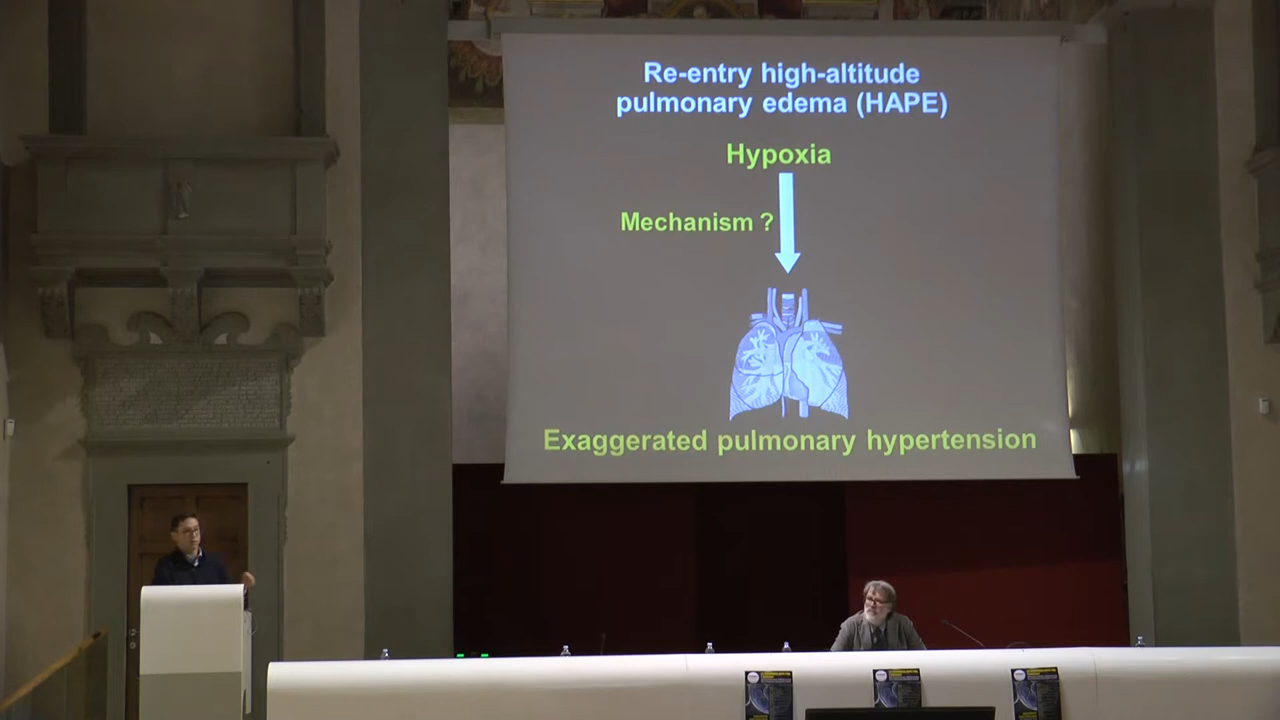 Re-entry high-altitude
pulmonary edema (HAPE)
Hypoxia
Mechanism ?
Exaggerated pulmonary hypertension